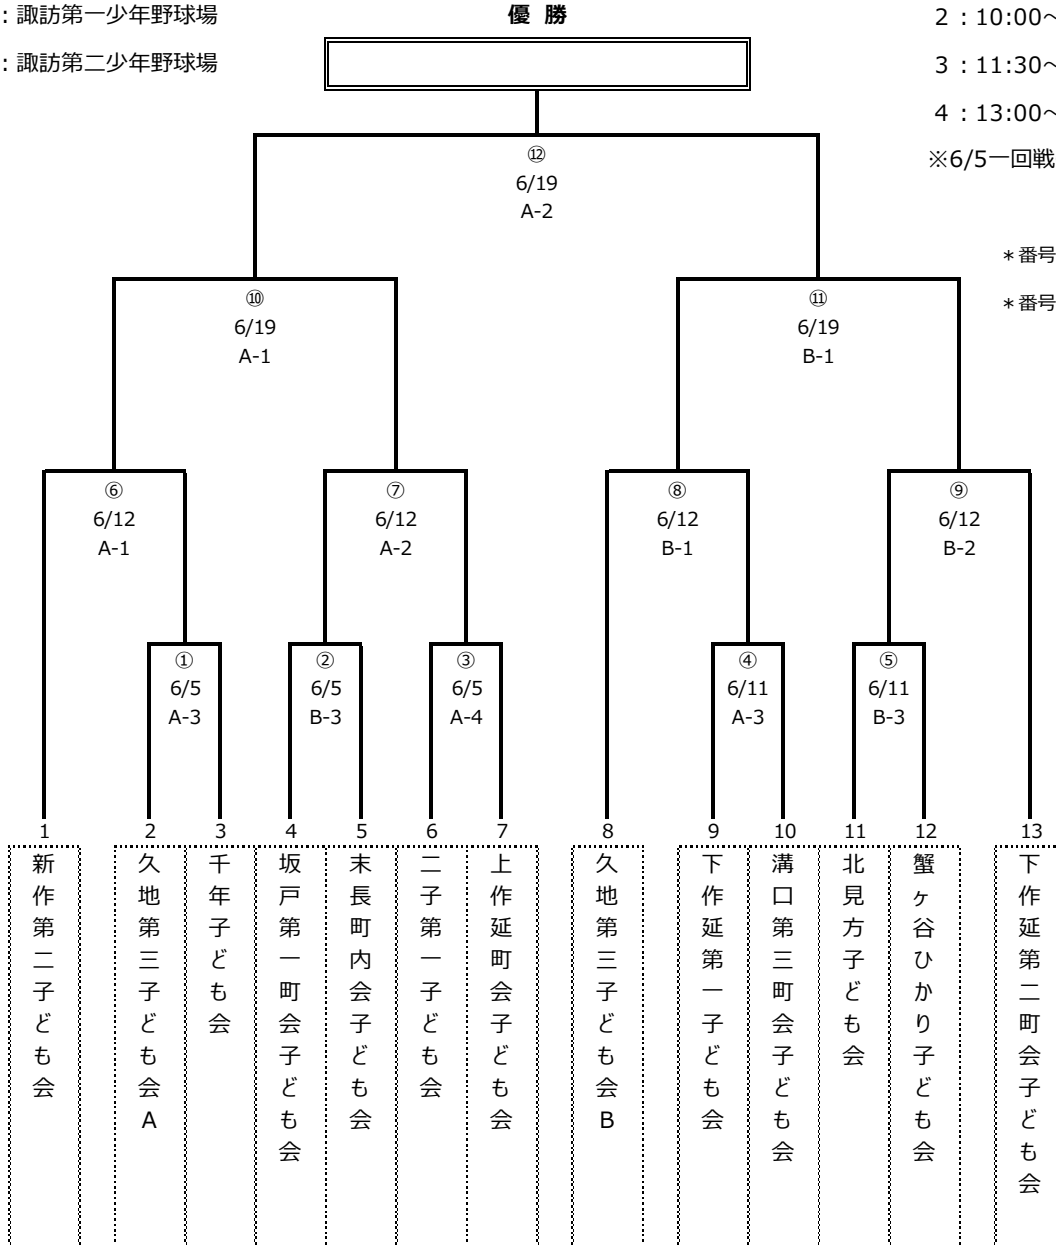 ：諏訪第一少年野球場
優 勝
2：10:00～
：諏訪第二少年野球場
3：11:30～
4：13:00～
※6/5一回戦
⑫
6/19
A-2
＊番号
＊番号
⑩
6/19
A-1
⑪
6/19
B-1
⑥
6/12
A-1
⑦
6/12
A-2
⑧
6/12
B-1
⑨
6/12
B-2
①
6/5
A-3
②
6/5
B-3
③
6/5
A-4
④
6/11
A-3
⑤
6/11
B-3
1
新作第二子ども会
2
久地第三子ども会A
3
千年子ども会
4
坂戸第一町会子ども会
5
末長町内会子ども会
6
二子第一子ども会
7
上作延町会子ども会
8
久地第三子ども会B
9
下作延第一子ども会
10
溝口第三町会子ども会
11
北見方子ども会
12
蟹ヶ谷ひかり子ども会
13
下作延第二町会子ども会